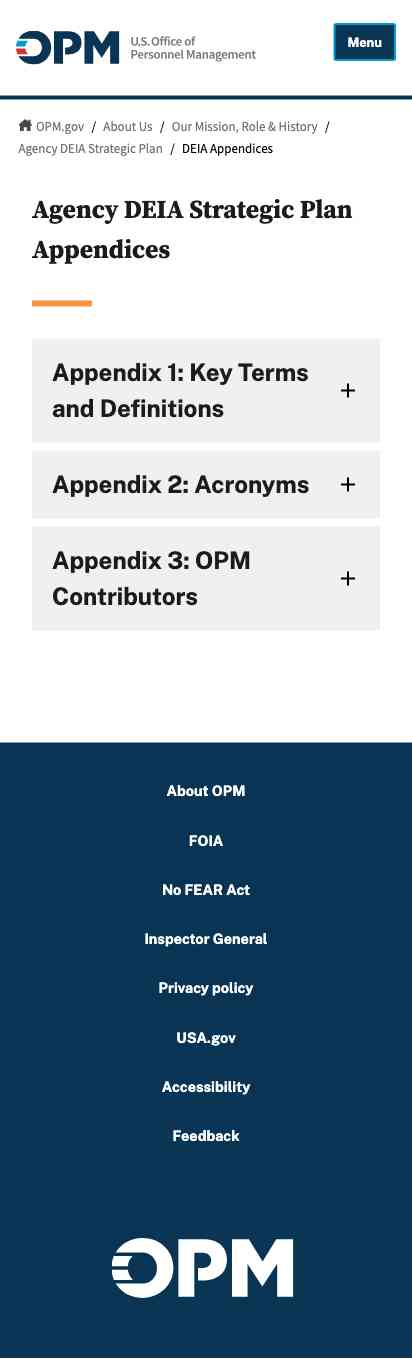 OPM U.S. Office of
Personnel Management
Menu
OPM.gov / About Us / Our Mission, Role & History /
Agency DEIA Strategic Plan / DEIA Appendices
Agency DEIA Strategic Plan
Appendices
Appendix 1: Key Terms
and Definitions
+
Appendix 2: Acronyms +
Appendix 3: OPM
Contributors
+
About OPM
FOIA
No FEAR Act
Inspector General
Privacy policy
USA.gov
Accessibility
Feedback
OPM